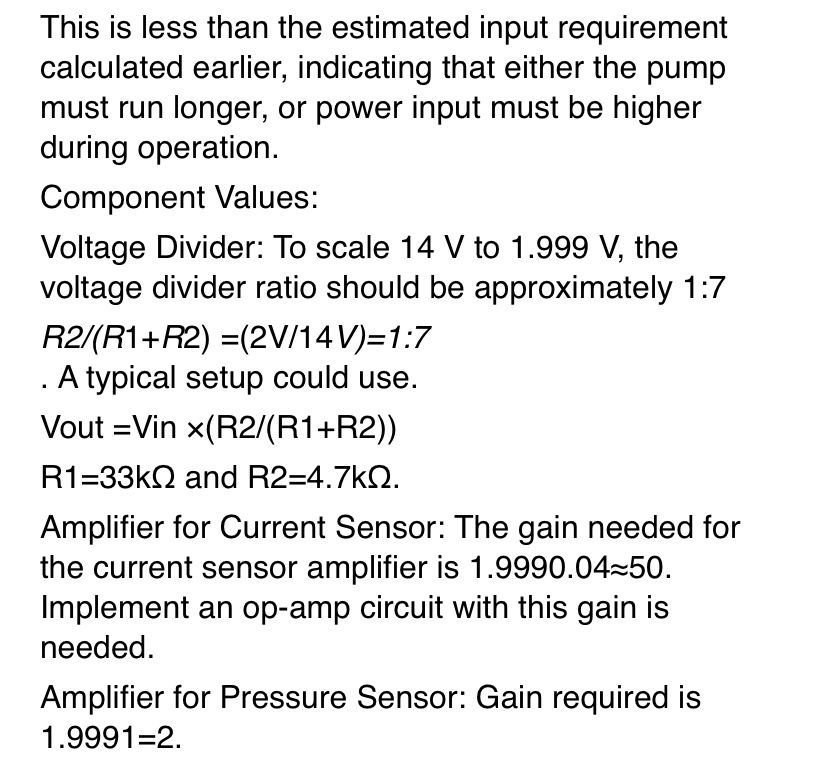 This is less than the estimated input requirement
calculated earlier, indicating that either the pump
must run longer, or power input must be higher
during operation.
Component Values:
Voltage Divider: To scale 14 V to 1.999 V, the
voltage divider ratio should be approximately 1:7
R2/(R1+R2) =(2V/14V)=1:7
. A typical setup could use.
Vout =Vin ×(R2/(R1+R2))
R1=33kΩ and R2=4.7kΩ.
Amplifier for Current Sensor: The gain needed for
the current sensor amplifier is 1.9990.04≈50.
Implement an op-amp circuit with this gain is
needed.
Amplifier for Pressure Sensor: Gain required is
1.9991=2.